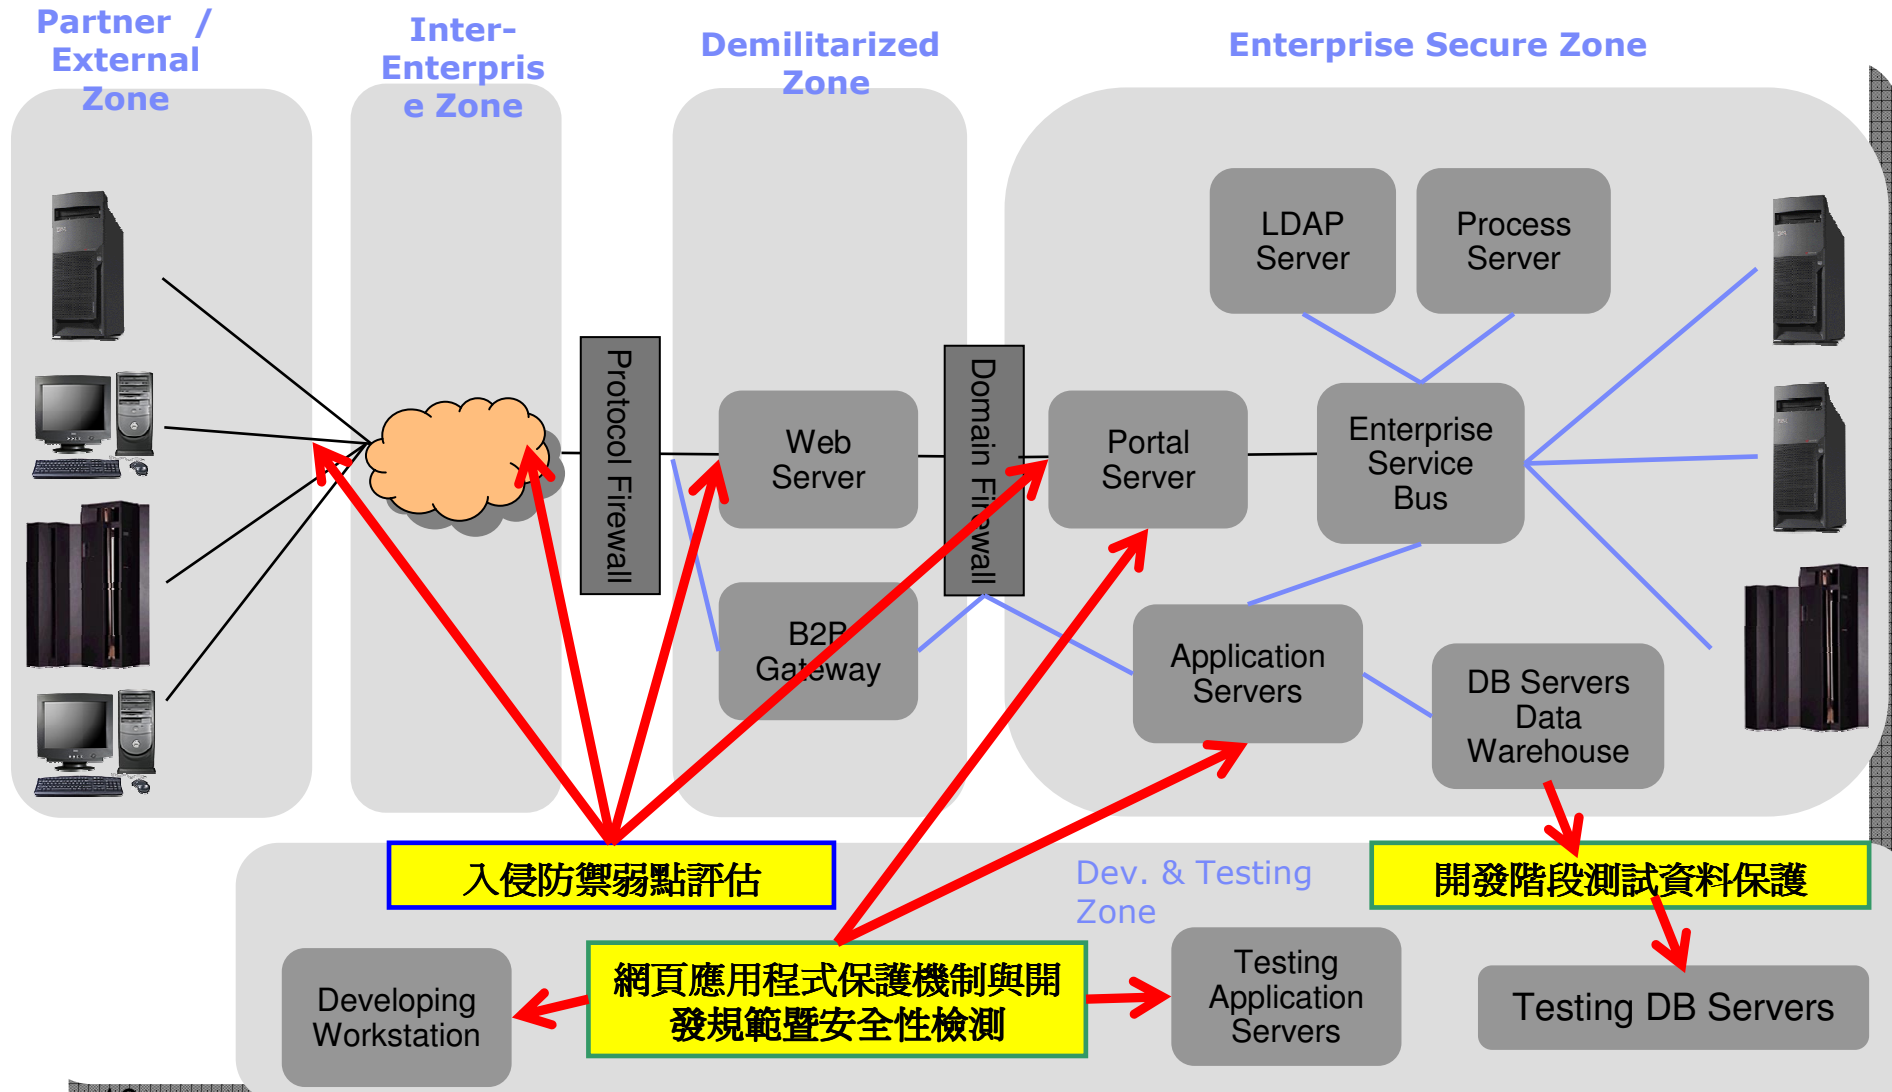 Partner /
External
Zone
Inter-
Enterpris
e Zone
Demilitarized
Zone
Enterprise Secure Zone
LDAP
Server
Process
Server
Protocol Firewall
Web
Server
Domain Firewall
Portal
Server
Enterprise
Service
Bus
B2B
Gateway
Application
Servers
DB Servers
Data
Warehouse
入侵防禦弱點評估
Dev. & Testing
Zone
開發階段測試資料保護
Developing
Workstation
網頁應用程式保護機制與開
發規範暨安全性檢測
Testing
Application
Servers
Testing DB Servers